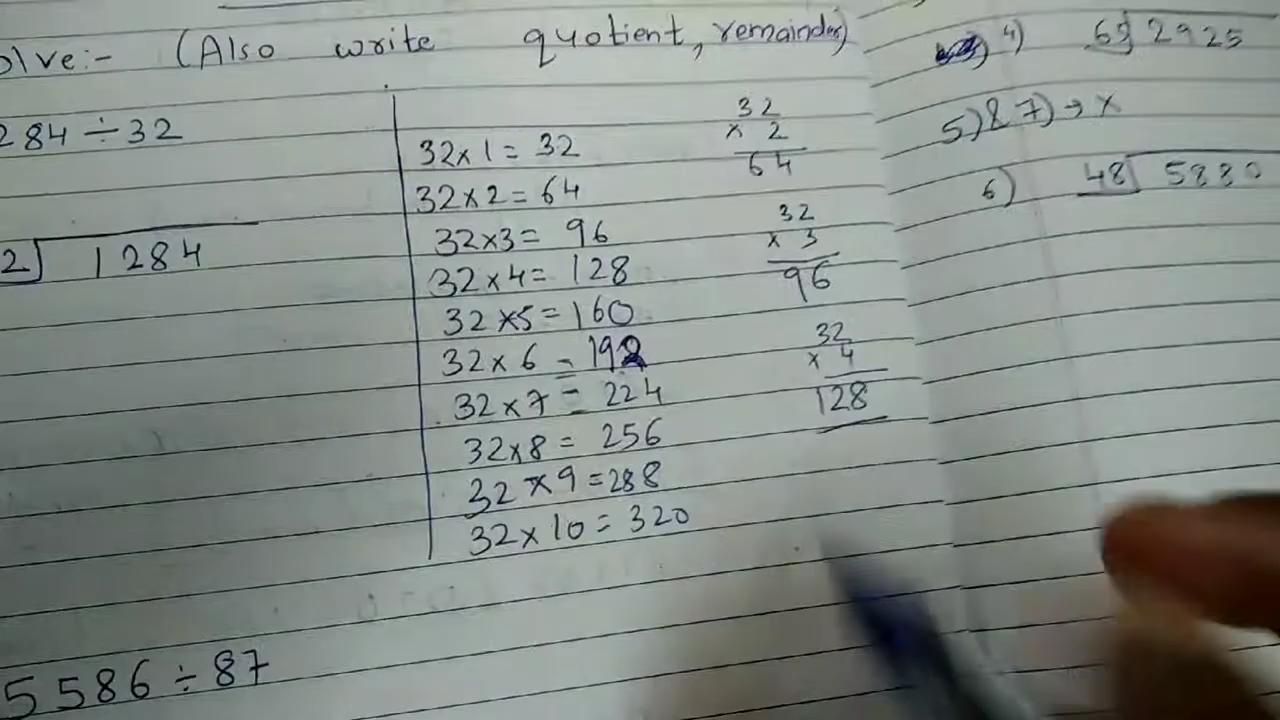 olve:- (Also write quotient, remainder)
284 ÷ 32
2) 1284
32 × 1 = 32
32 × 2 = 64
32 × 3 = 96
32 × 4 = 128
32 × 5 = 160
32 × 6 = 192
32 × 7 = 224
32 × 8 = 256
32 × 9 = 288
32 × 10 = 320
32
× 2
64
32
× 3
96
32
× 4
128
5586 ÷ 87
4) 2925
5) & 7) → ×
6) 48) 5880